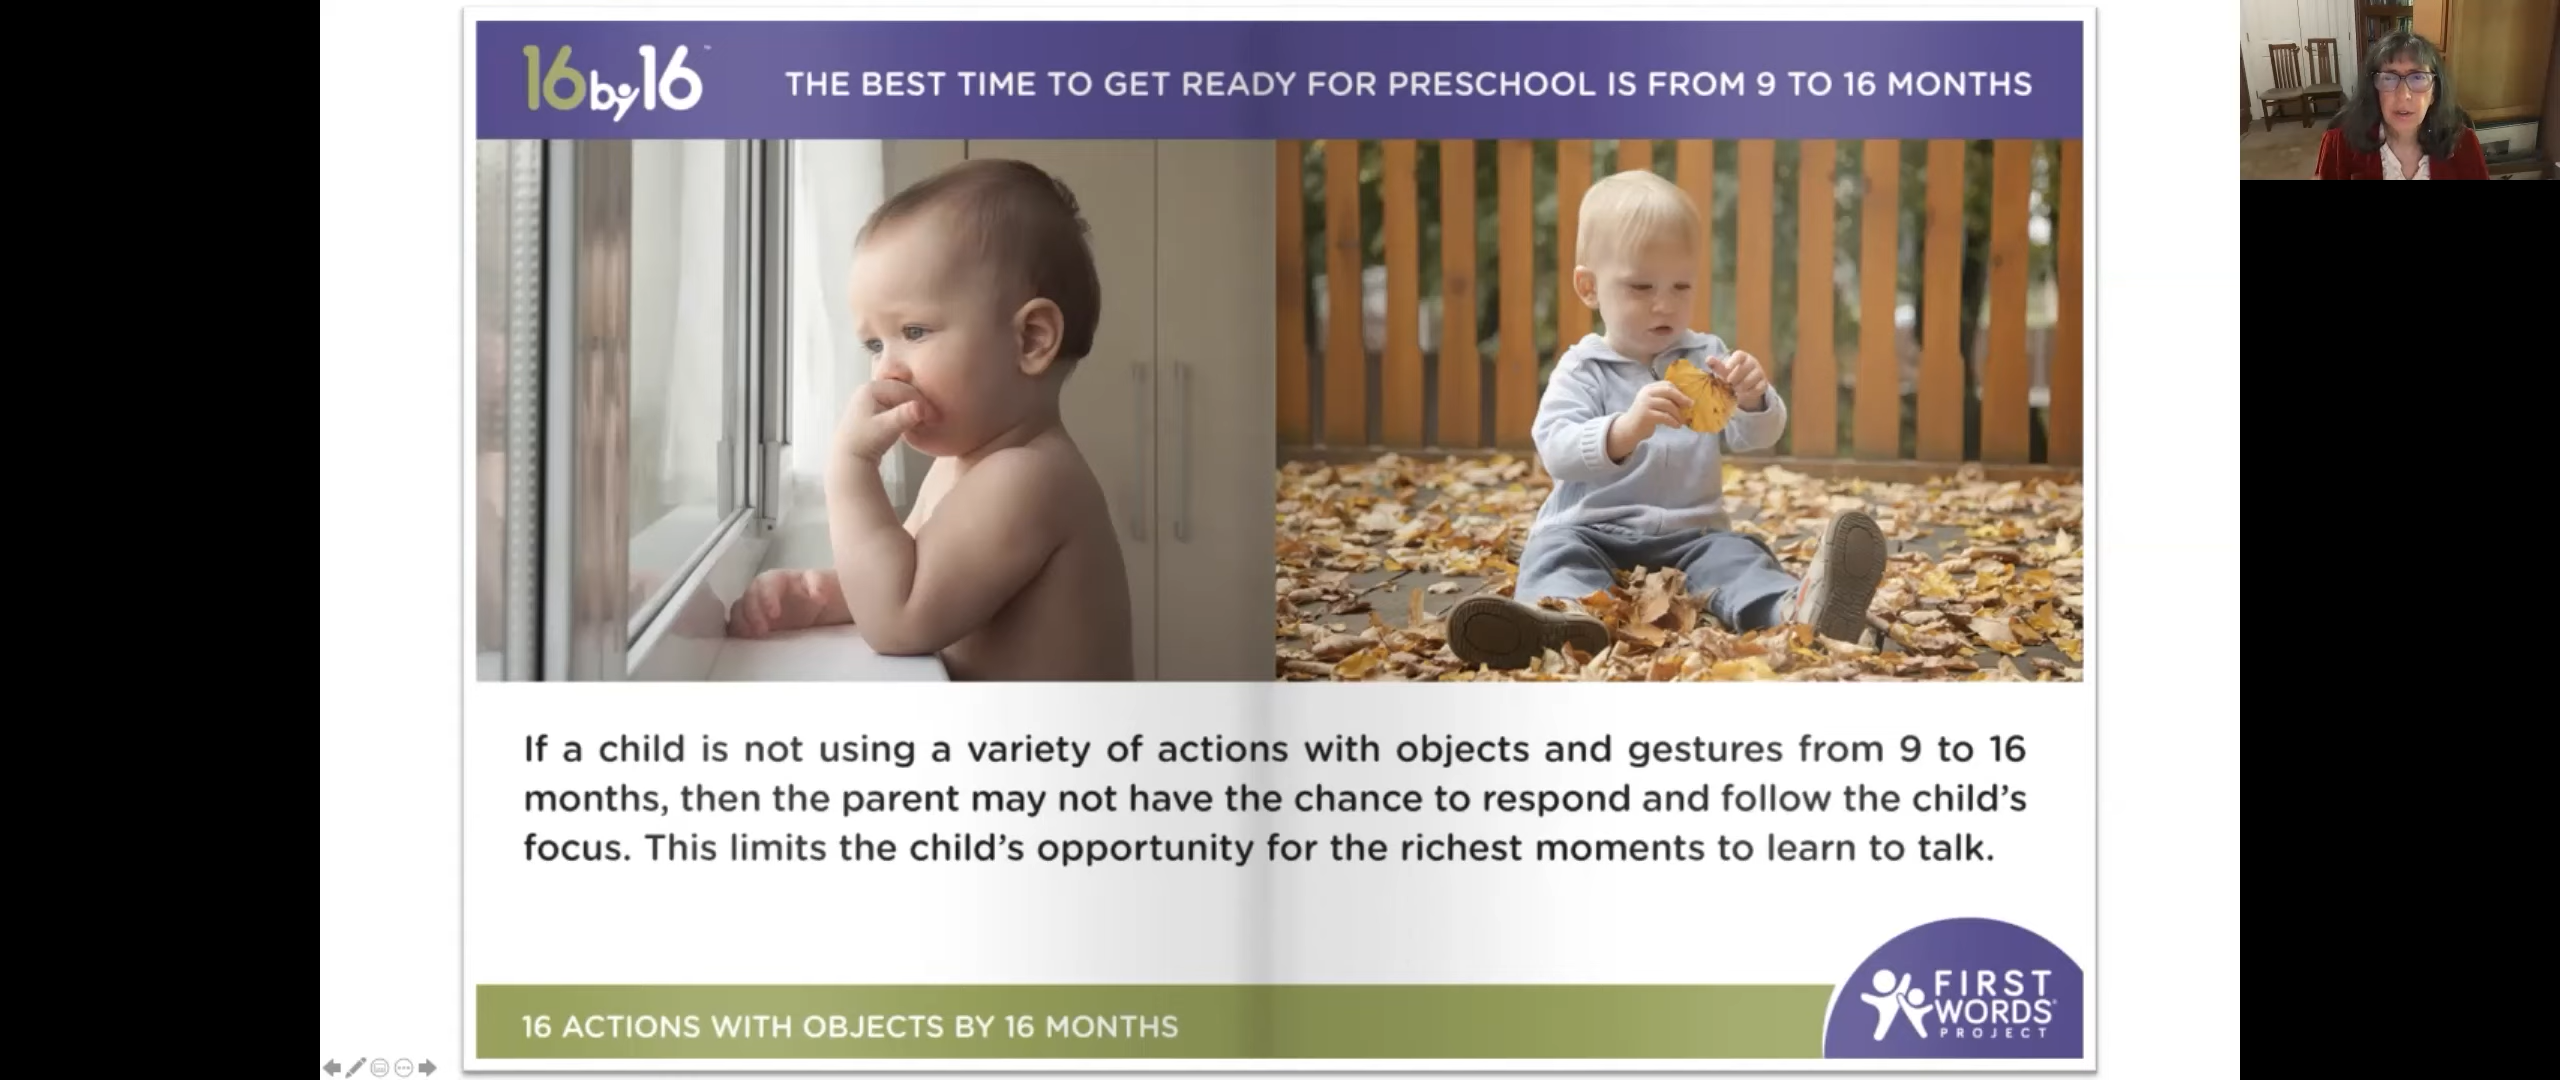 16by16™
THE BEST TIME TO GET READY FOR PRESCHOOL IS FROM 9 TO 16 MONTHS
If a child is not using a variety of actions with objects and gestures from 9 to 16
months, then the parent may not have the chance to respond and follow the child's
focus. This limits the child's opportunity for the richest moments to learn to talk.
16 ACTIONS WITH OBJECTS BY 16 MONTHS
FIRST
WORDS®
PROJECT